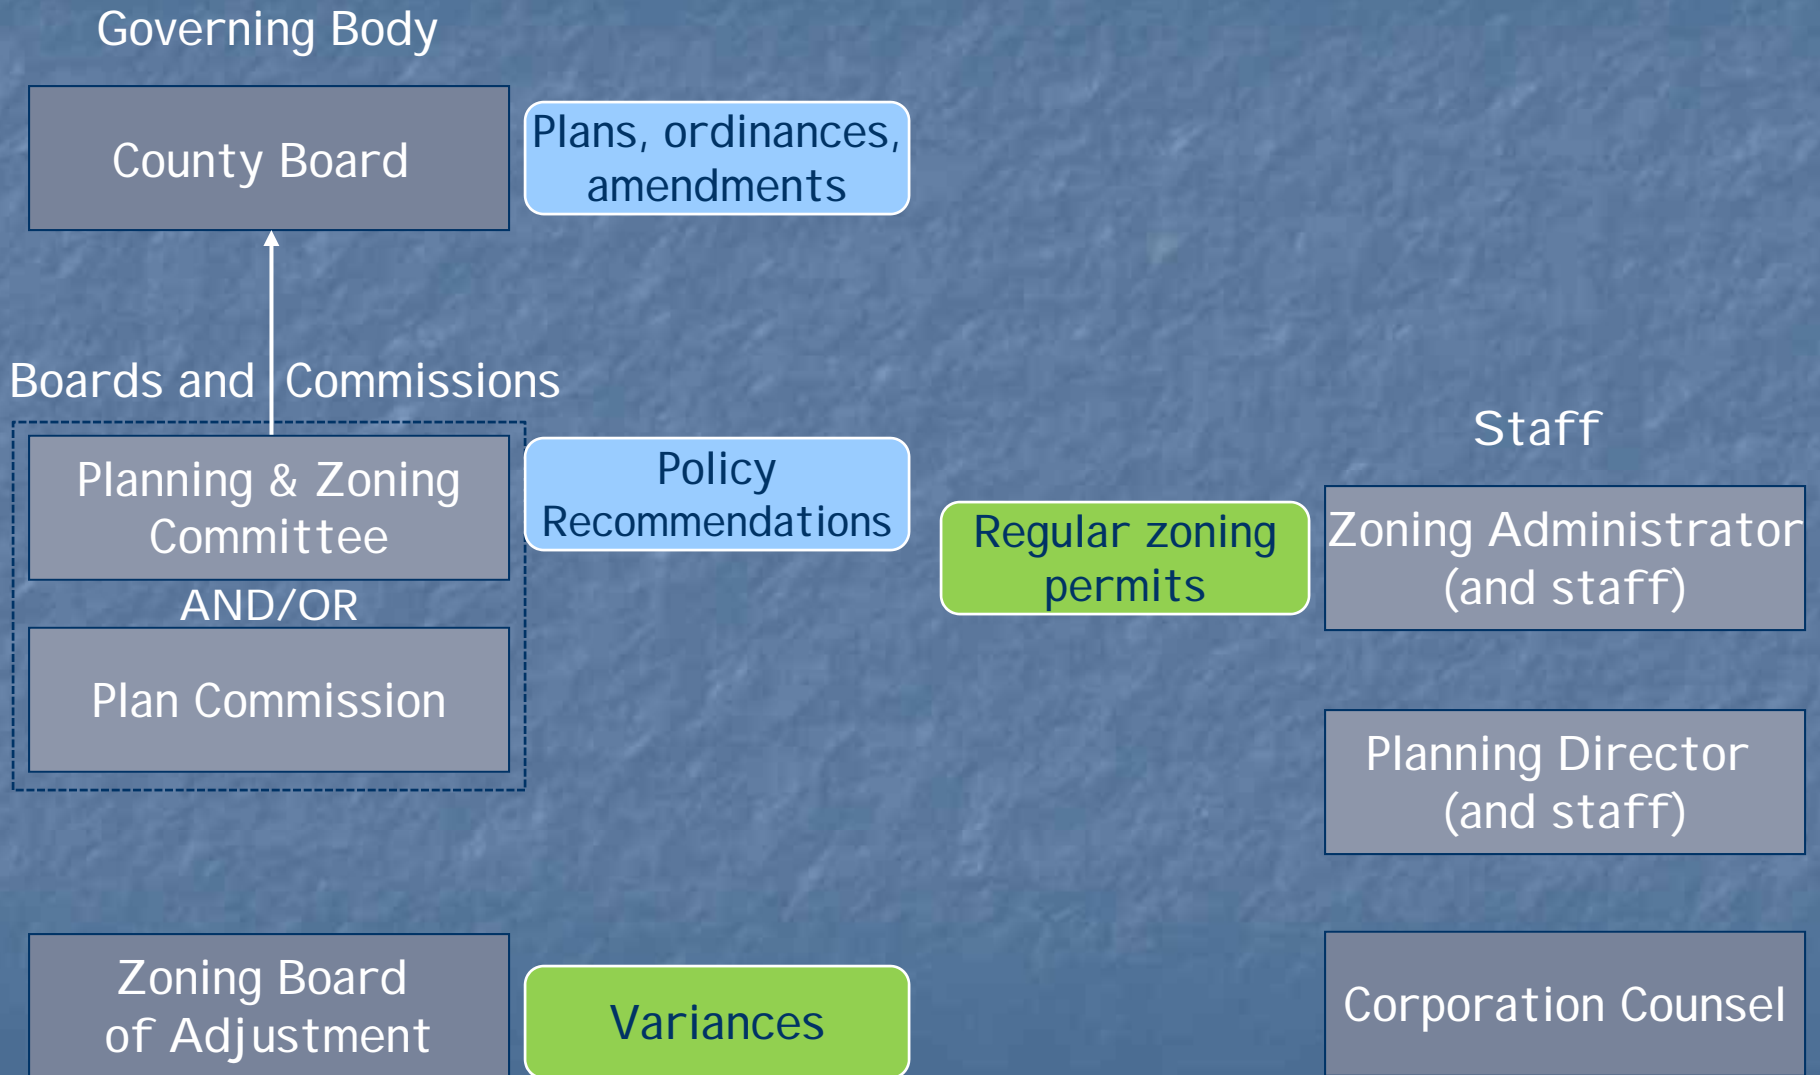 Governing Body
County Board
Plans, ordinances,
amendments
Boards and Commissions
Planning & Zoning
Committee
Policy
Recommendations
AND/OR
Plan Commission
Zoning Board
of Adjustment
Variances
Staff
Regular zoning
permits
Zoning Administrator
(and staff)
Planning Director
(and staff)
Corporation Counsel